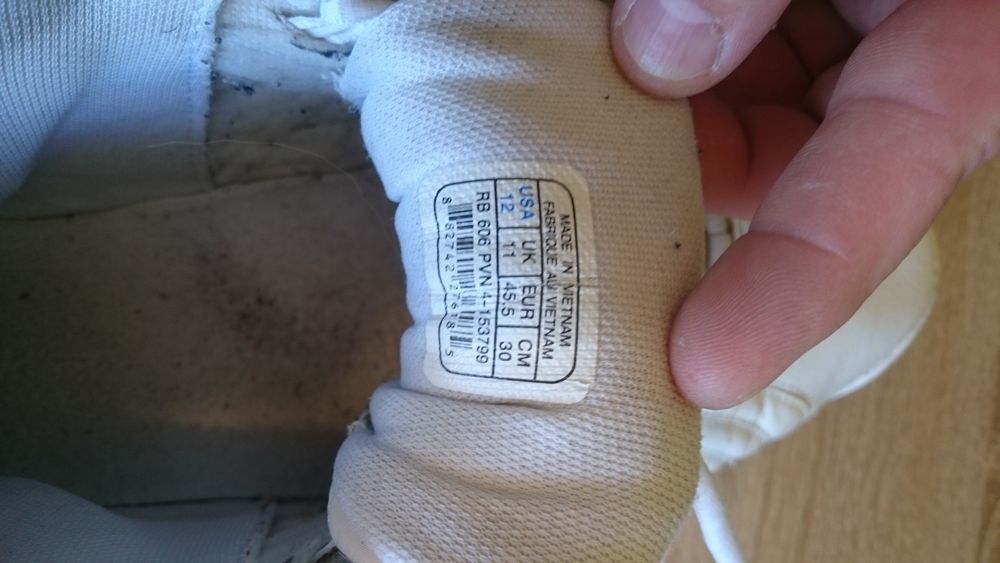 MADE IN VIETNAM
FABRIQUE AU VIETNAM
USA UK EUR CM
12 11 45.5 30
RB 606 PVN 4-153799
8 82742 27618 5